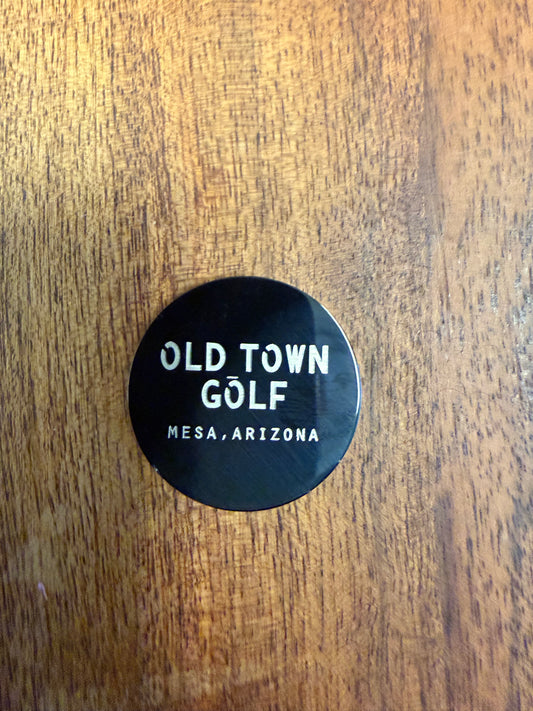 OLD TOWN
GŌLF
MESA, ARIZONA